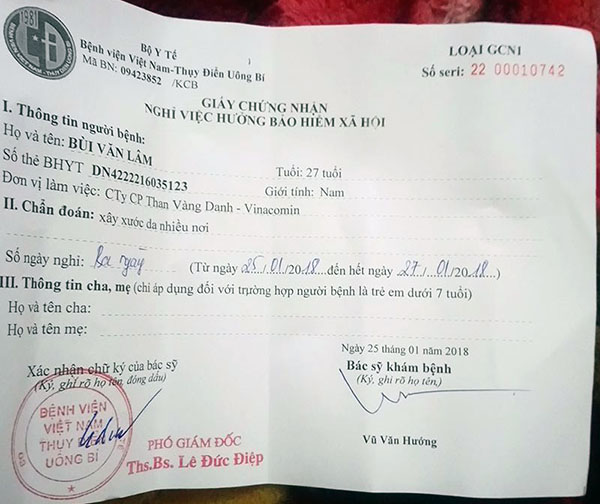 1981
Bộ Y Tế
Bệnh viện Việt Nam-Thụy Điển Uông Bí
Mã BN: 09423852 /KCB
LOẠI GCN1
Số seri: 22 00010742
GIẤY CHỨNG NHẬN
NGHỈ VIỆC HƯỞNG BẢO HIỂM XÃ HỘI
I. Thông tin người bệnh:
Họ và tên: BÙI VĂN LÂM
Tuổi: 27 tuổi
Số thẻ BHYT DN4222216035123
Giới tính: Nam
Đơn vị làm việc: CTy CP Than Vàng Danh - Vinacomin
II. Chẩn đoán: xây xước da nhiều nơi
Số ngày nghỉ: Ba ngày (Từ ngày 25/01/2018 đến hết ngày 27/01/2018)
III. Thông tin cha, mẹ (chỉ áp dụng đối với trường hợp người bệnh là trẻ em dưới 7 tuổi)
Họ và tên cha:
Họ và tên mẹ:
Ngày 25 tháng 01 năm 2018
Xác nhận chữ ký của bác sỹ
(Ký, ghi rõ họ tên, đóng dấu)
Bác sỹ khám bệnh
(Ký, ghi rõ họ tên,)
BỆNH VIỆN
VIỆT NAM
THỤY
UÔNG BÍ
PHÓ GIÁM ĐỐC
Ths.Bs. Lê Đức Điệp
Vũ Văn Hướng